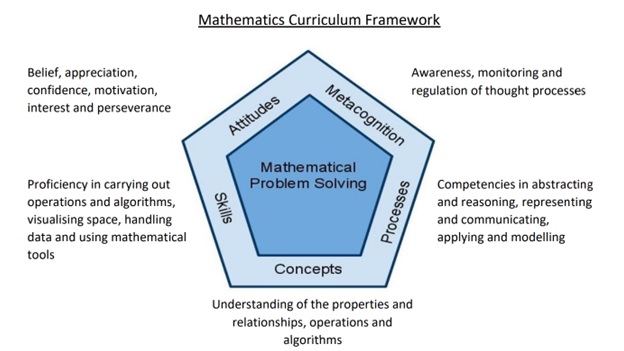 Mathematics Curriculum Framework
Belief, appreciation,
confidence, motivation,
interest and perseverance
Awareness, monitoring and
regulation of thought processes
Attitudes
Metacognition
Mathematical
Problem Solving
Proficiency in carrying out
operations and algorithms,
visualising space, handling
data and using mathematical
tools
Skills
Processes
Competencies in abstracting
and reasoning, representing
and communicating,
applying and modelling
Concepts
Understanding of the properties and
relationships, operations and
algorithms